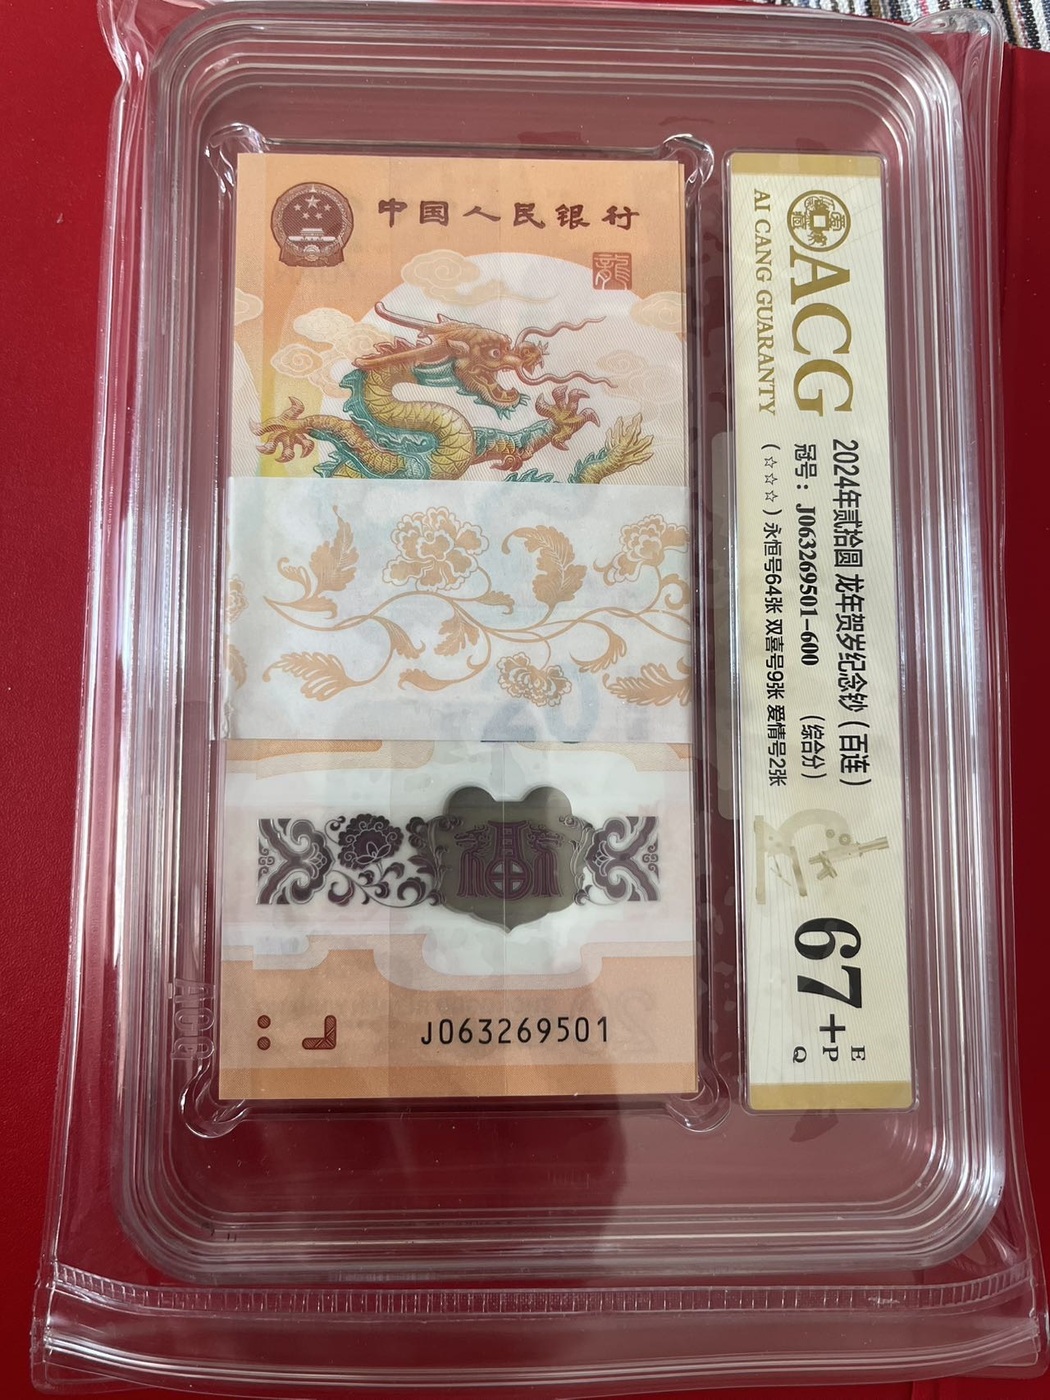 中国人民银行
龍
J063269501
ACG
AI CANG GUARANTY
2024年贰拾圆 龙年贺岁纪念钞（百连）
冠号：J063269501-600 （综合分）
（☆☆☆）永恒号64张 双喜号9张 爱情号2张
67+
E
P
Q
ACG